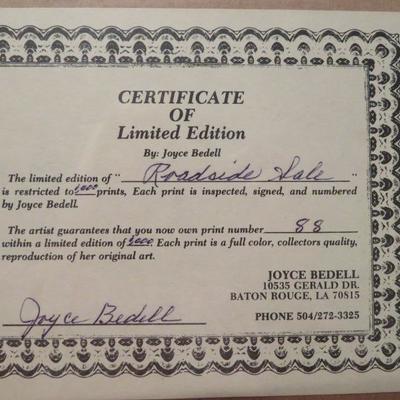 CERTIFICATE
OF
Limited Edition
By: Joyce Bedell
The limited edition of " Roadside Sale "
is restricted to prints, Each print is inspected, signed, and numbered
by Joyce Bedell.
The artist guarantees that you now own print number 88
within a limited edition of Each print is a full color, collectors quality,
reproduction of her original art.
JOYCE BEDELL
10535 GERALD DR.
BATON ROUGE, LA 70815
Joyce Bedell PHONE 504/272-3325